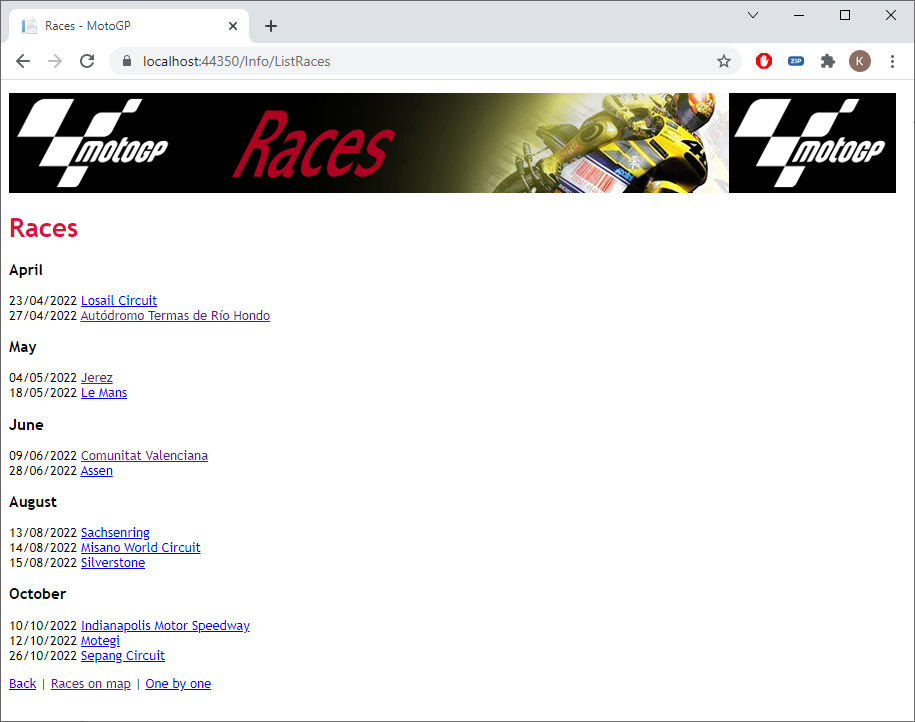 Races - MotoGP
localhost:44350/Info/ListRaces
ZIP
K
MotoGP
Races
MotoGP
Races
April
23/04/2022 Losail Circuit
27/04/2022 Autódromo Termas de Río Hondo
May
04/05/2022 Jerez
18/05/2022 Le Mans
June
09/06/2022 Comunitat Valenciana
28/06/2022 Assen
August
13/08/2022 Sachsenring
14/08/2022 Misano World Circuit
15/08/2022 Silverstone
October
10/10/2022 Indianapolis Motor Speedway
12/10/2022 Motegi
26/10/2022 Sepang Circuit
Back | Races on map | One by one